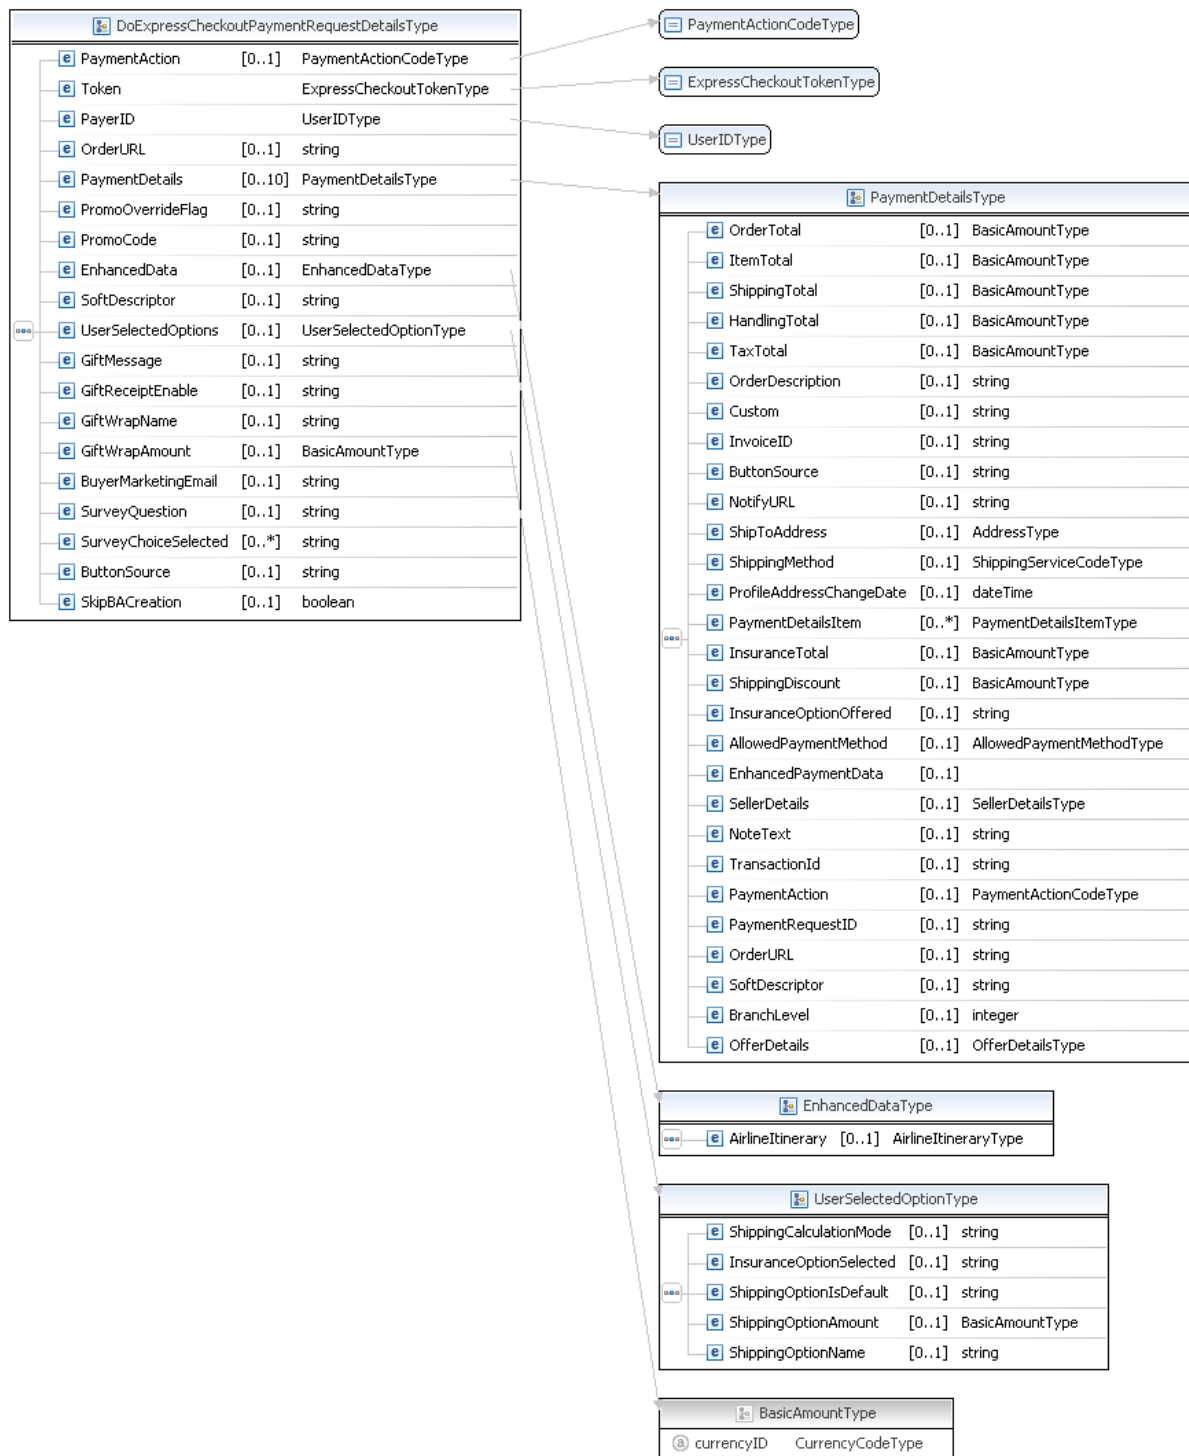 DoExpressCheckoutPaymentRequestDetailsType
PaymentAction [0..1] PaymentActionCodeType
Token ExpressCheckoutTokenType
PayerID UserIDType
OrderURL [0..1] string
PaymentDetails [0..10] PaymentDetailsType
PromoOverrideFlag [0..1] string
PromoCode [0..1] string
EnhancedData [0..1] EnhancedDataType
SoftDescriptor [0..1] string
UserSelectedOptions [0..1] UserSelectedOptionType
GiftMessage [0..1] string
GiftReceiptEnable [0..1] string
GiftWrapName [0..1] string
GiftWrapAmount [0..1] BasicAmountType
BuyerMarketingEmail [0..1] string
SurveyQuestion [0..1] string
SurveyChoiceSelected [0..*] string
ButtonSource [0..1] string
SkipBACreation [0..1] boolean
PaymentActionCodeType
ExpressCheckoutTokenType
UserIDType
PaymentDetailsType
OrderTotal [0..1] BasicAmountType
ItemTotal [0..1] BasicAmountType
ShippingTotal [0..1] BasicAmountType
HandlingTotal [0..1] BasicAmountType
TaxTotal [0..1] BasicAmountType
OrderDescription [0..1] string
Custom [0..1] string
InvoiceID [0..1] string
ButtonSource [0..1] string
NotifyURL [0..1] string
ShipToAddress [0..1] AddressType
ShippingMethod [0..1] ShippingServiceCodeType
ProfileAddressChangeDate [0..1] dateTime
PaymentDetailsItem [0..*] PaymentDetailsItemType
InsuranceTotal [0..1] BasicAmountType
ShippingDiscount [0..1] BasicAmountType
InsuranceOptionOffered [0..1] string
AllowedPaymentMethod [0..1] AllowedPaymentMethodType
EnhancedPaymentData [0..1]
SellerDetails [0..1] SellerDetailsType
NoteText [0..1] string
TransactionId [0..1] string
PaymentAction [0..1] PaymentActionCodeType
PaymentRequestID [0..1] string
OrderURL [0..1] string
SoftDescriptor [0..1] string
BranchLevel [0..1] integer
OfferDetails [0..1] OfferDetailsType
EnhancedDataType
AirlineItinerary [0..1] AirlineItineraryType
UserSelectedOptionType
ShippingCalculationMode [0..1] string
InsuranceOptionSelected [0..1] string
ShippingOptionIsDefault [0..1] string
ShippingOptionAmount [0..1] BasicAmountType
ShippingOptionName [0..1] string
BasicAmountType
currencyID CurrencyCodeType